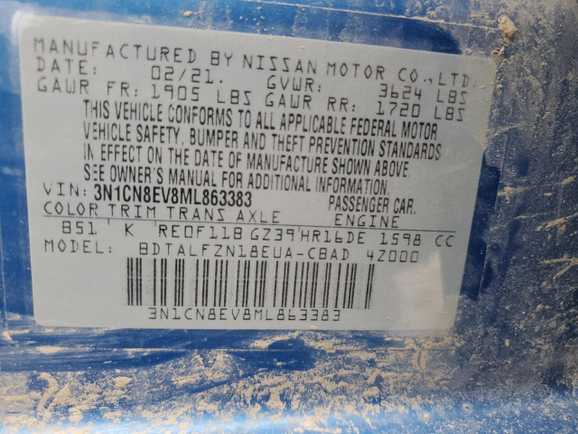 MANUFACTURED BY NISSAN MOTOR CO., LTD.
DATE: 02/21. GVWR: 3624 LBS
GAWR FR: 1905 LBS GAWR RR: 1720 LBS
THIS VEHICLE CONFORMS TO ALL APPLICABLE FEDERAL MOTOR
VEHICLE SAFETY, BUMPER AND THEFT PREVENTION STANDARDS
IN EFFECT ON THE DATE OF MANUFACTURE SHOWN ABOVE.
SEE OWNER'S MANUAL FOR ADDITIONAL INFORMATION.
VIN: 3N1CN8EV8ML863383 PASSENGER CAR.
COLOR TRIM TRANS AXLE ENGINE
B51 K RE0F11B GZ39 HR16DE 1598 CC
MODEL: BDTALFZN18EUA-CBAD 4Z000
3N1CN8EV8ML863383